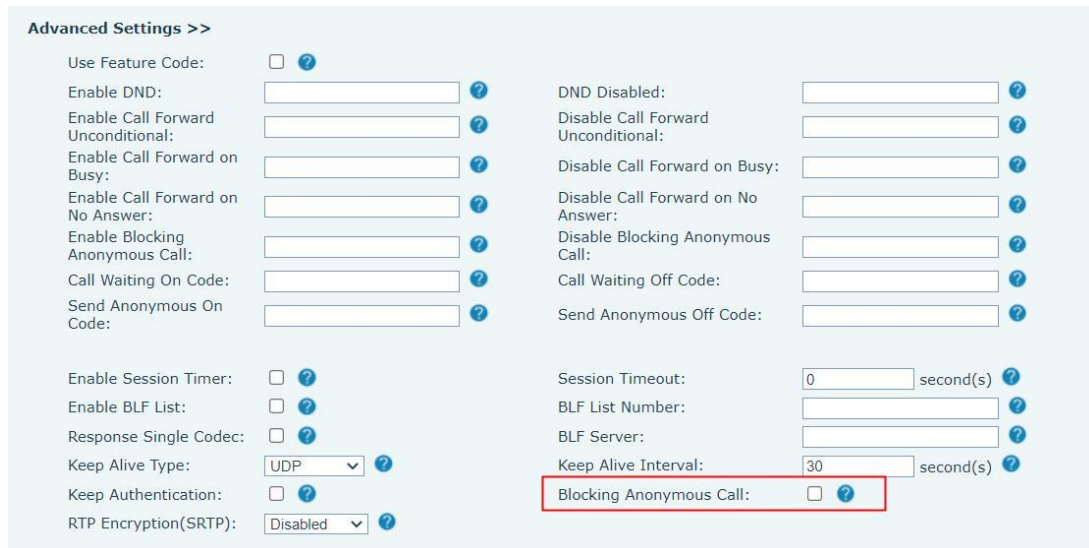 Advanced Settings >>
Use Feature Code: ?
Enable DND: ? DND Disabled: ?
Enable Call Forward
Unconditional: ? Disable Call Forward
Unconditional: ?
Enable Call Forward on
Busy: ? Disable Call Forward on Busy: ?
Enable Call Forward on
No Answer: ? Disable Call Forward on No
Answer: ?
Enable Blocking
Anonymous Call: ? Disable Blocking Anonymous
Call: ?
Call Waiting On Code: ? Call Waiting Off Code: ?
Send Anonymous On
Code: ? Send Anonymous Off Code: ?
Enable Session Timer: ? Session Timeout: 0 second(s) ?
Enable BLF List: ? BLF List Number: ?
Response Single Codec: ? BLF Server: ?
Keep Alive Type: UDP ? Keep Alive Interval: 30 second(s) ?
Keep Authentication: ? Blocking Anonymous Call: ?
RTP Encryption(SRTP): Disabled ?